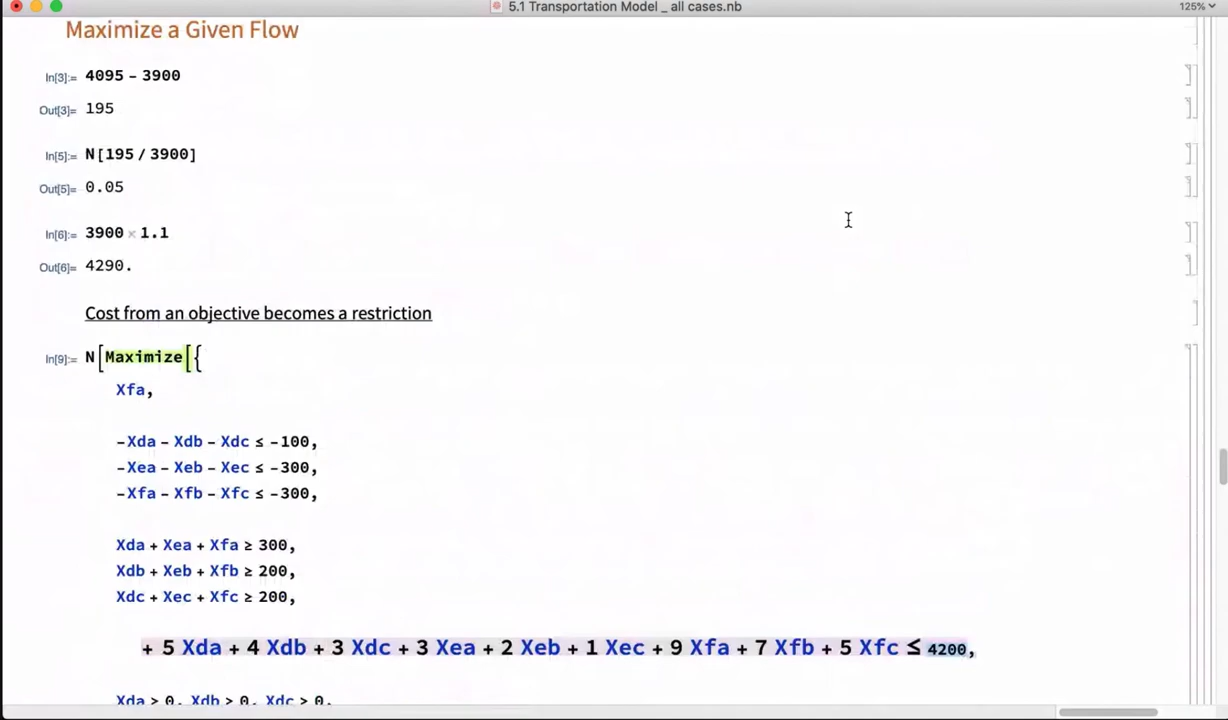 5.1 Transportation Model _ all cases.nb
125%
Maximize a Given Flow
In[3]:= 4095 - 3900
Out[3]= 195
In[5]:= N[195 / 3900]
Out[5]= 0.05
In[6]:= 3900 × 1.1
Out[6]= 4290.
Cost from an objective becomes a restriction
In[9]:= N[Maximize[{
Xfa,
-Xda - Xdb - Xdc ≤ -100,
-Xea - Xeb - Xec ≤ -300,
-Xfa - Xfb - Xfc ≤ -300,
Xda + Xea + Xfa ≥ 300,
Xdb + Xeb + Xfb ≥ 200,
Xdc + Xec + Xfc ≥ 200,
+ 5 Xda + 4 Xdb + 3 Xdc + 3 Xea + 2 Xeb + 1 Xec + 9 Xfa + 7 Xfb + 5 Xfc ≤ 4200,